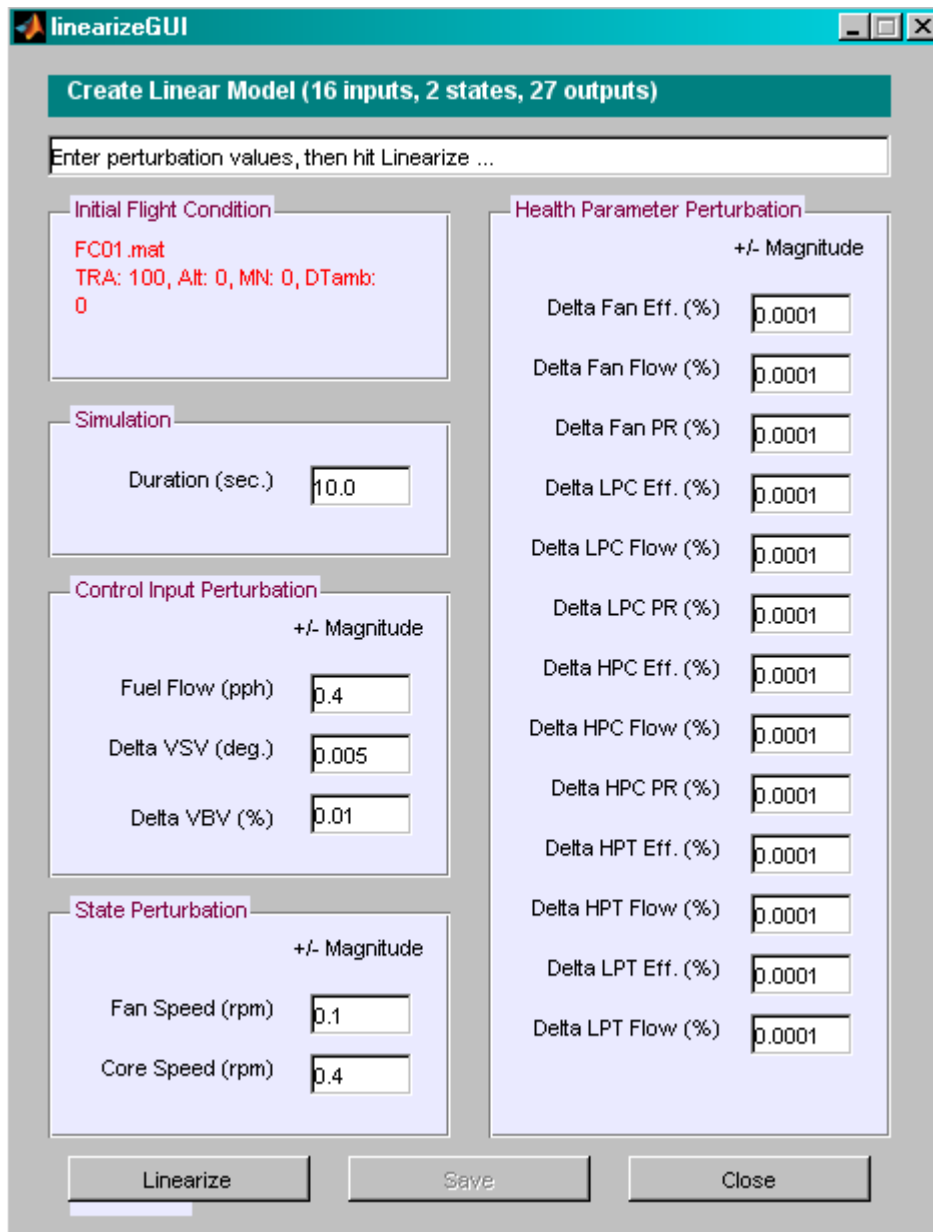 linearizeGUI
Create Linear Model (16 inputs, 2 states, 27 outputs)
Enter perturbation values, then hit Linearize ...
Initial Flight Condition
FC01.mat
TRA: 100, Alt: 0, MN: 0, DTamb:
0
Simulation
Duration (sec.) 10.0
Control Input Perturbation
+/- Magnitude
Fuel Flow (pph) 0.4
Delta VSV (deg.) 0.005
Delta VBV (%) 0.01
State Perturbation
+/- Magnitude
Fan Speed (rpm) 0.1
Core Speed (rpm) 0.4
Health Parameter Perturbation
+/- Magnitude
Delta Fan Eff. (%) 0.0001
Delta Fan Flow (%) 0.0001
Delta Fan PR (%) 0.0001
Delta LPC Eff. (%) 0.0001
Delta LPC Flow (%) 0.0001
Delta LPC PR (%) 0.0001
Delta HPC Eff. (%) 0.0001
Delta HPC Flow (%) 0.0001
Delta HPC PR (%) 0.0001
Delta HPT Eff. (%) 0.0001
Delta HPT Flow (%) 0.0001
Delta LPT Eff. (%) 0.0001
Delta LPT Flow (%) 0.0001
Linearize Save Close